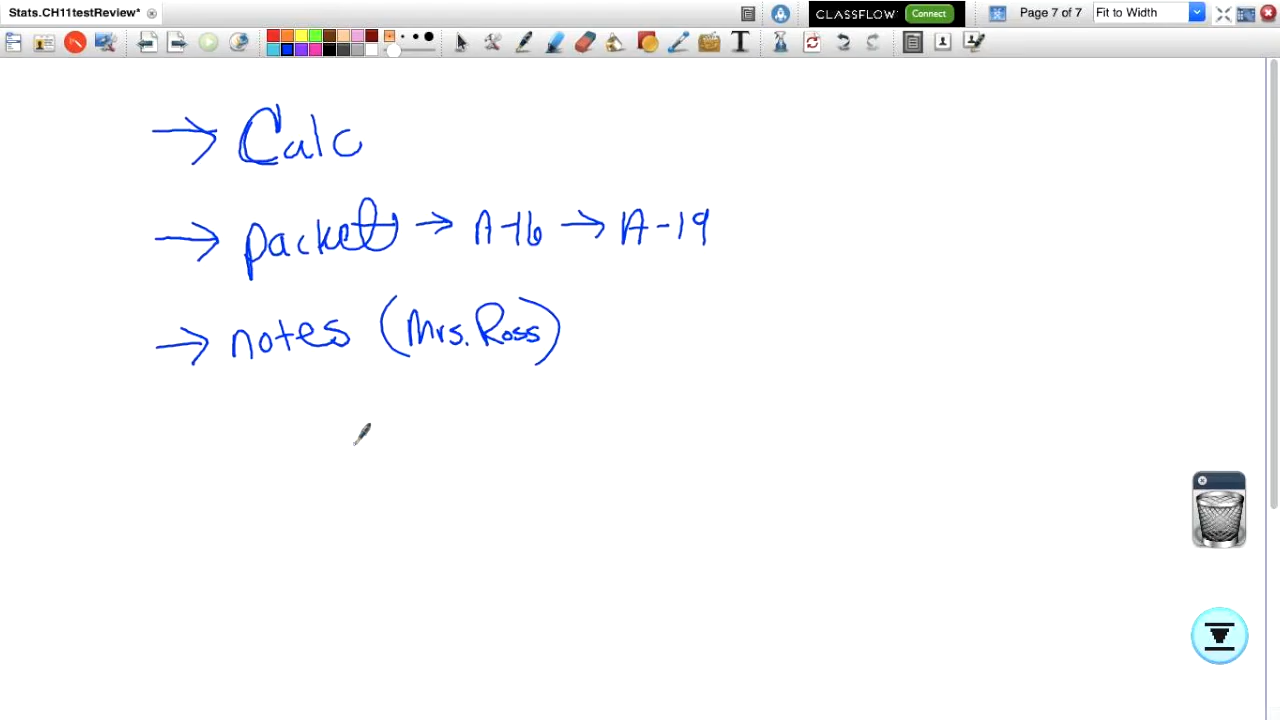 Stats.CH11testReview*
CLASSFLOW Connect
Page 7 of 7
Fit to Width
T
→ Calc
→ packet → A-16 → A-19
→ notes (Mrs. Ross)